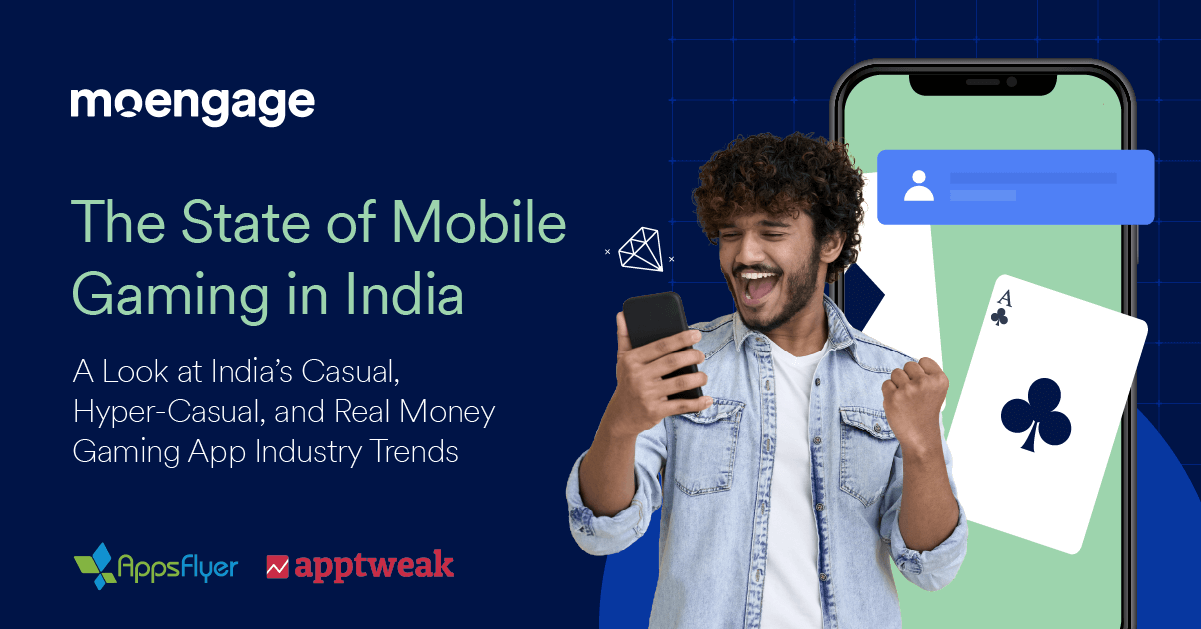 moengage
The State of Mobile
Gaming in India
A Look at India's Casual,
Hyper-Casual, and Real Money
Gaming App Industry Trends
AppsFlyer
apptweak
A